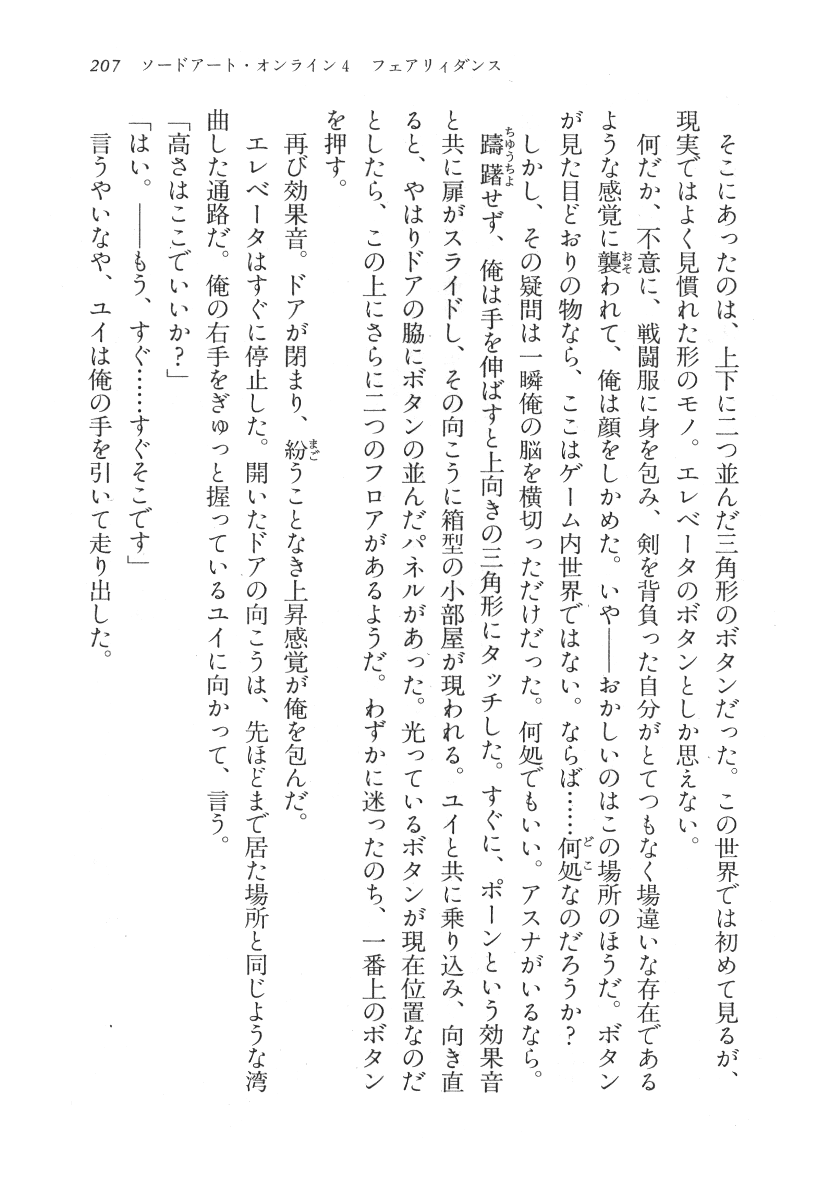 207　ソードアート・オンライン4　フェアリィダンス
　そこにあったのは、上下に二つ並んだ三角形のボタンだった。この世界では初めて見るが、
現実ではよく見慣れた形のモノ。エレベータのボタンとしか思えない。
　何だか、不意に、戦闘服に身を包み、剣を背負った自分がとてつもなく場違いな存在である
ような感覚に襲われて、俺は顔をしかめた。いや――おかしいのはこの場所のほうだ。ボタン
が見た目どおりの物なら、ここはゲーム内世界ではない。ならば……何処なのだろうか？
　しかし、その疑問は一瞬俺の脳を横切っただけだった。何処でもいい。アスナがいるなら。
　躊躇せず、俺は手を伸ばすと上向きの三角形にタッチした。すぐに、ポーンという効果音
と共に扉がスライドし、その向こうに箱型の小部屋が現われる。ユイと共に乗り込み、向き直
ると、やはりドアの脇にボタンの並んだパネルがあった。光っているボタンが現在位置なのだ
としたら、この上にさらに二つのフロアがあるようだ。わずかに迷ったのち、一番上のボタン
を押す。
　再び効果音。ドアが閉まり、紛うことなき上昇感覚が俺を包んだ。
　エレベータはすぐに停止した。開いたドアの向こうは、先ほどまで居た場所と同じような湾
曲した通路だ。俺の右手をぎゅっと握っているユイに向かって、言う。
「高さはここでいいか？」
「はい。――もう、すぐ……すぐそこです」
　言うやいなや、ユイは俺の手を引いて走り出した。